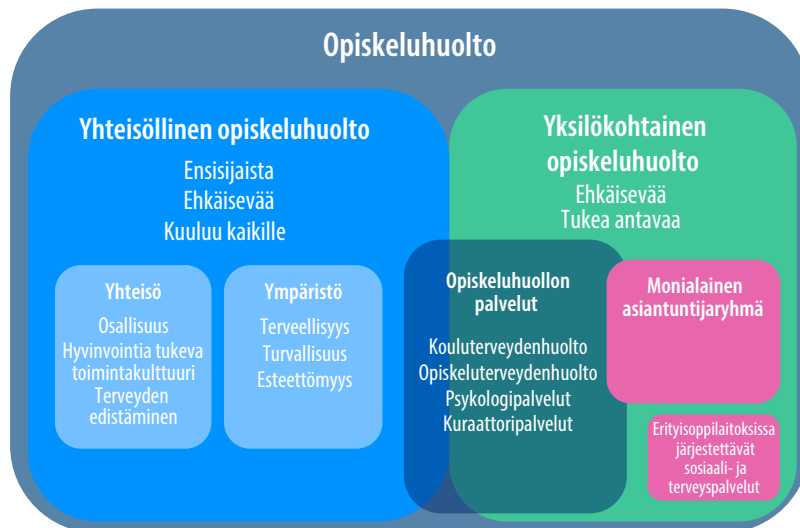 Opiskeluhuolto
Yhteisöllinen opiskeluhuolto
Ensisijaista
Ehkäisevää
Kuuluu kaikille
Yhteisö
Osallisuus
Hyvinvointia tukeva
toimintakulttuuri
Terveyden
edistäminen
Ympäristö
Terveellisyys
Turvallisuus
Esteettömyys
Yksilökohtainen
opiskeluhuolto
Ehkäisevää
Tukea antavaa
Opiskeluhuollon
palvelut
Kouluterveydenhuolto
Opiskeluterveydenhuolto
Psykologipalvelut
Kuraattoripalvelut
Monialainen
asiantuntijaryhmä
Erityisoppilaitoksissa
järjestettävät
sosiaali- ja
terveyspalvelut